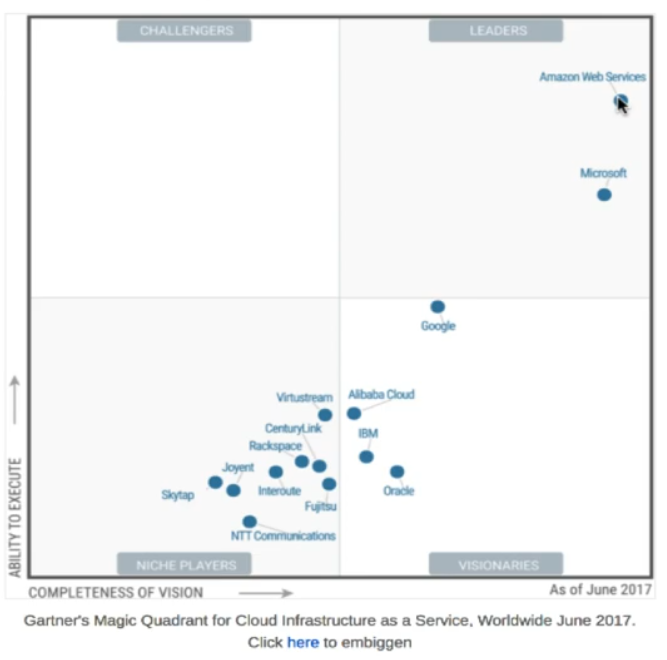 CHALLENGERS
LEADERS
Amazon Web Services
Microsoft
Google
Virtustream
Alibaba Cloud
CenturyLink
IBM
Rackspace
Joyent
Skytap
Interoute
Oracle
Fujitsu
NTT Communications
NICHE PLAYERS
VISIONARIES
ABILITY TO EXECUTE
COMPLETENESS OF VISION
As of June 2017
Gartner's Magic Quadrant for Cloud Infrastructure as a Service, Worldwide June 2017.
Click here to embiggen